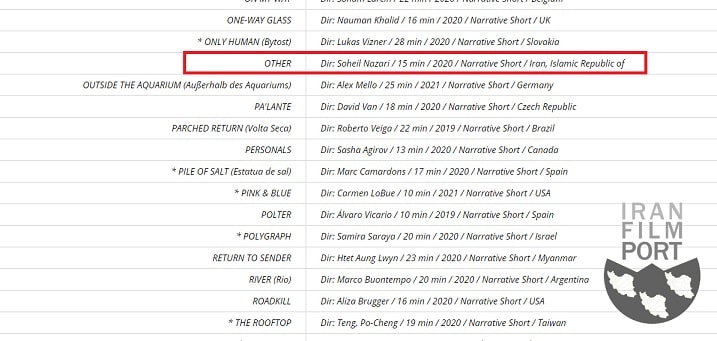 ON MY WAY Dir: Sonam Larcin / 22 min / 2020 / Narrative Short / Belgium
ONE-WAY GLASS Dir: Nauman Khalid / 16 min / 2020 / Narrative Short / UK
* ONLY HUMAN (Bytost) Dir: Lukas Vizner / 28 min / 2020 / Narrative Short / Slovakia
OTHER Dir: Soheil Nazari / 15 min / 2020 / Narrative Short / Iran, Islamic Republic of
OUTSIDE THE AQUARIUM (Außerhalb des Aquariums) Dir: Alex Mello / 25 min / 2021 / Narrative Short / Germany
PA'LANTE Dir: David Van / 18 min / 2020 / Narrative Short / Czech Republic
PARCHED RETURN (Volta Seca) Dir: Roberto Veiga / 22 min / 2019 / Narrative Short / Brazil
PERSONALS Dir: Sasha Agirov / 13 min / 2020 / Narrative Short / Canada
* PILE OF SALT (Estatua de sal) Dir: Marc Camardons / 17 min / 2020 / Narrative Short / Spain
* PINK & BLUE Dir: Carmen LoBue / 10 min / 2021 / Narrative Short / USA
POLTER Dir: Álvaro Vicario / 10 min / 2019 / Narrative Short / Spain
* POLYGRAPH Dir: Samira Saraya / 20 min / 2020 / Narrative Short / Israel
RETURN TO SENDER Dir: Htet Aung Lwyn / 23 min / 2020 / Narrative Short / Myanmar
RIVER (Rio) Dir: Marco Buontempo / 20 min / 2020 / Narrative Short / Argentina
ROADKILL Dir: Aliza Brugger / 16 min / 2020 / Narrative Short / USA
* THE ROOFTOP Dir: Teng, Po-Cheng / 19 min / 2020 / Narrative Short / Taiwan
IRAN
FILM
PORT